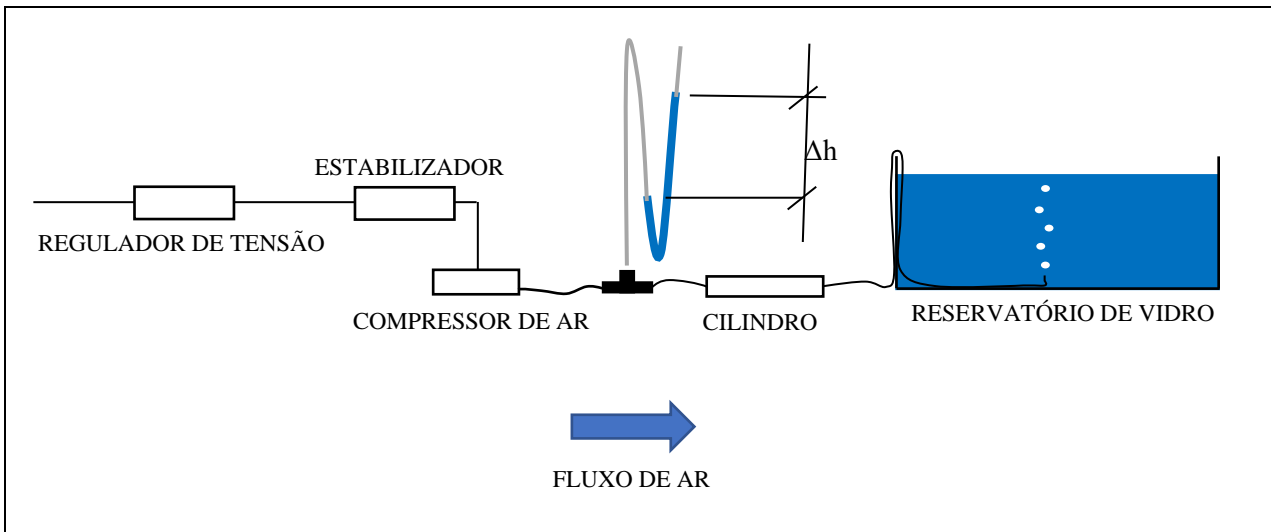 ESTABILIZADOR
Δh
REGULADOR DE TENSÃO
COMPRESSOR DE AR
CILINDRO
RESERVATÓRIO DE VIDRO
FLUXO DE AR